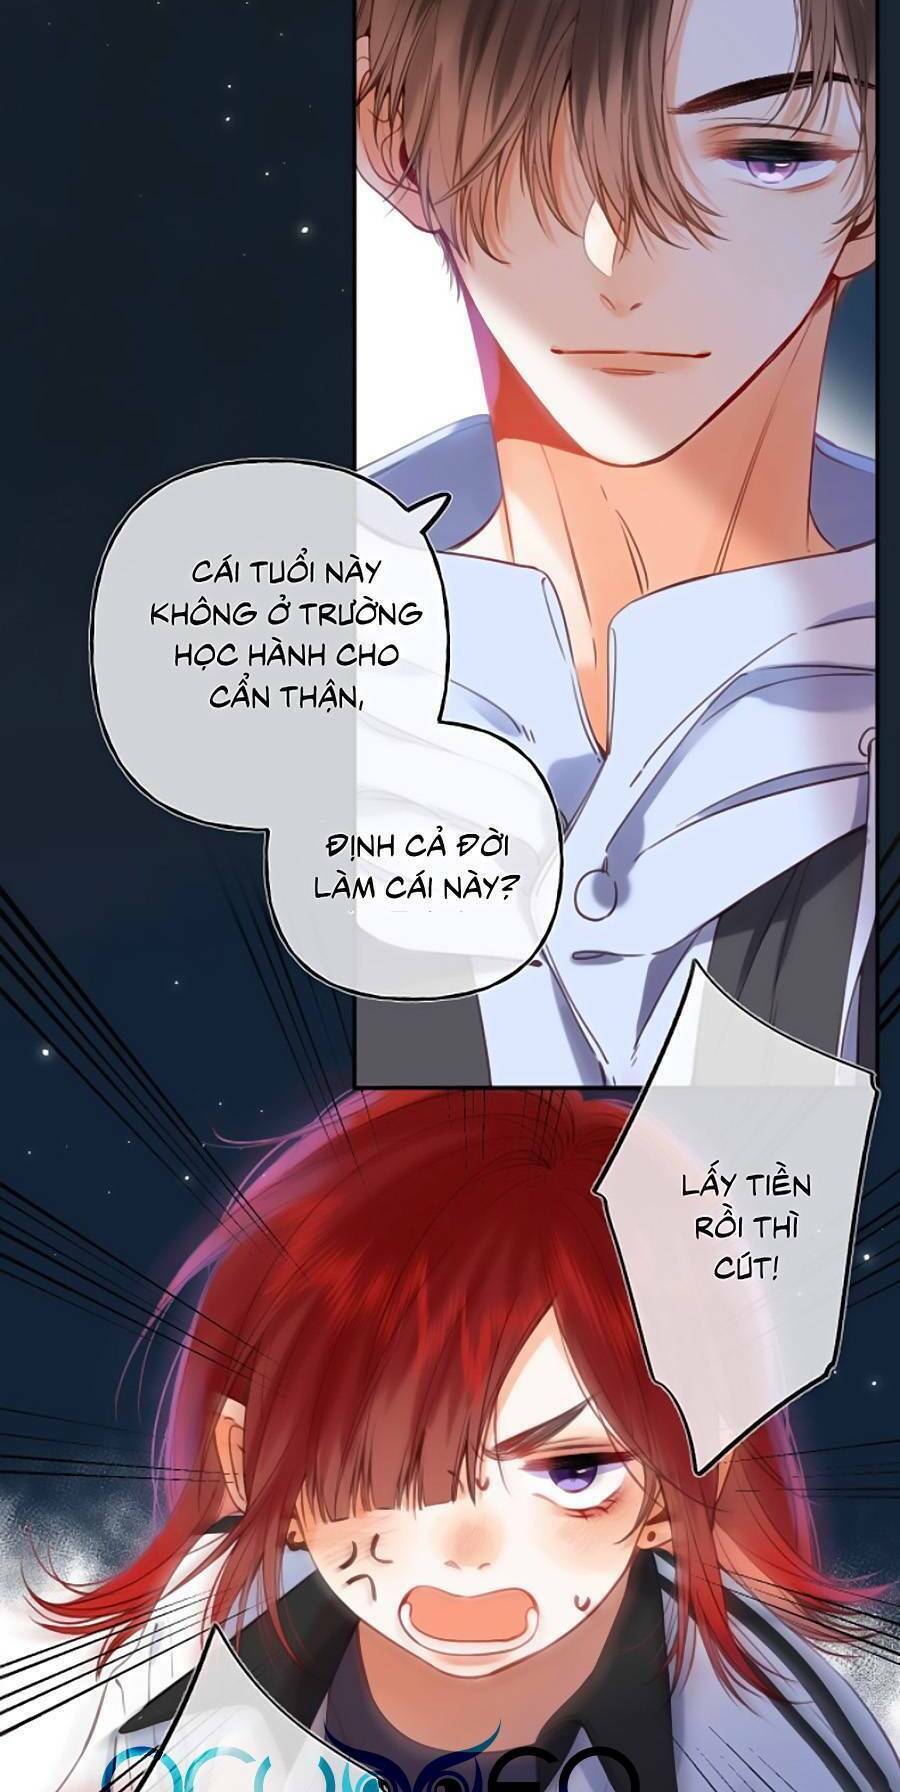 CÁI TUỔI NÀY
KHÔNG Ở TRƯỜNG
HỌC HÀNH CHO
CẨN THẬN,
ĐỊNH CẢ ĐỜI
LÀM CÁI NÀY?
LẤY TIỀN
RỒI THÌ
CÚT!